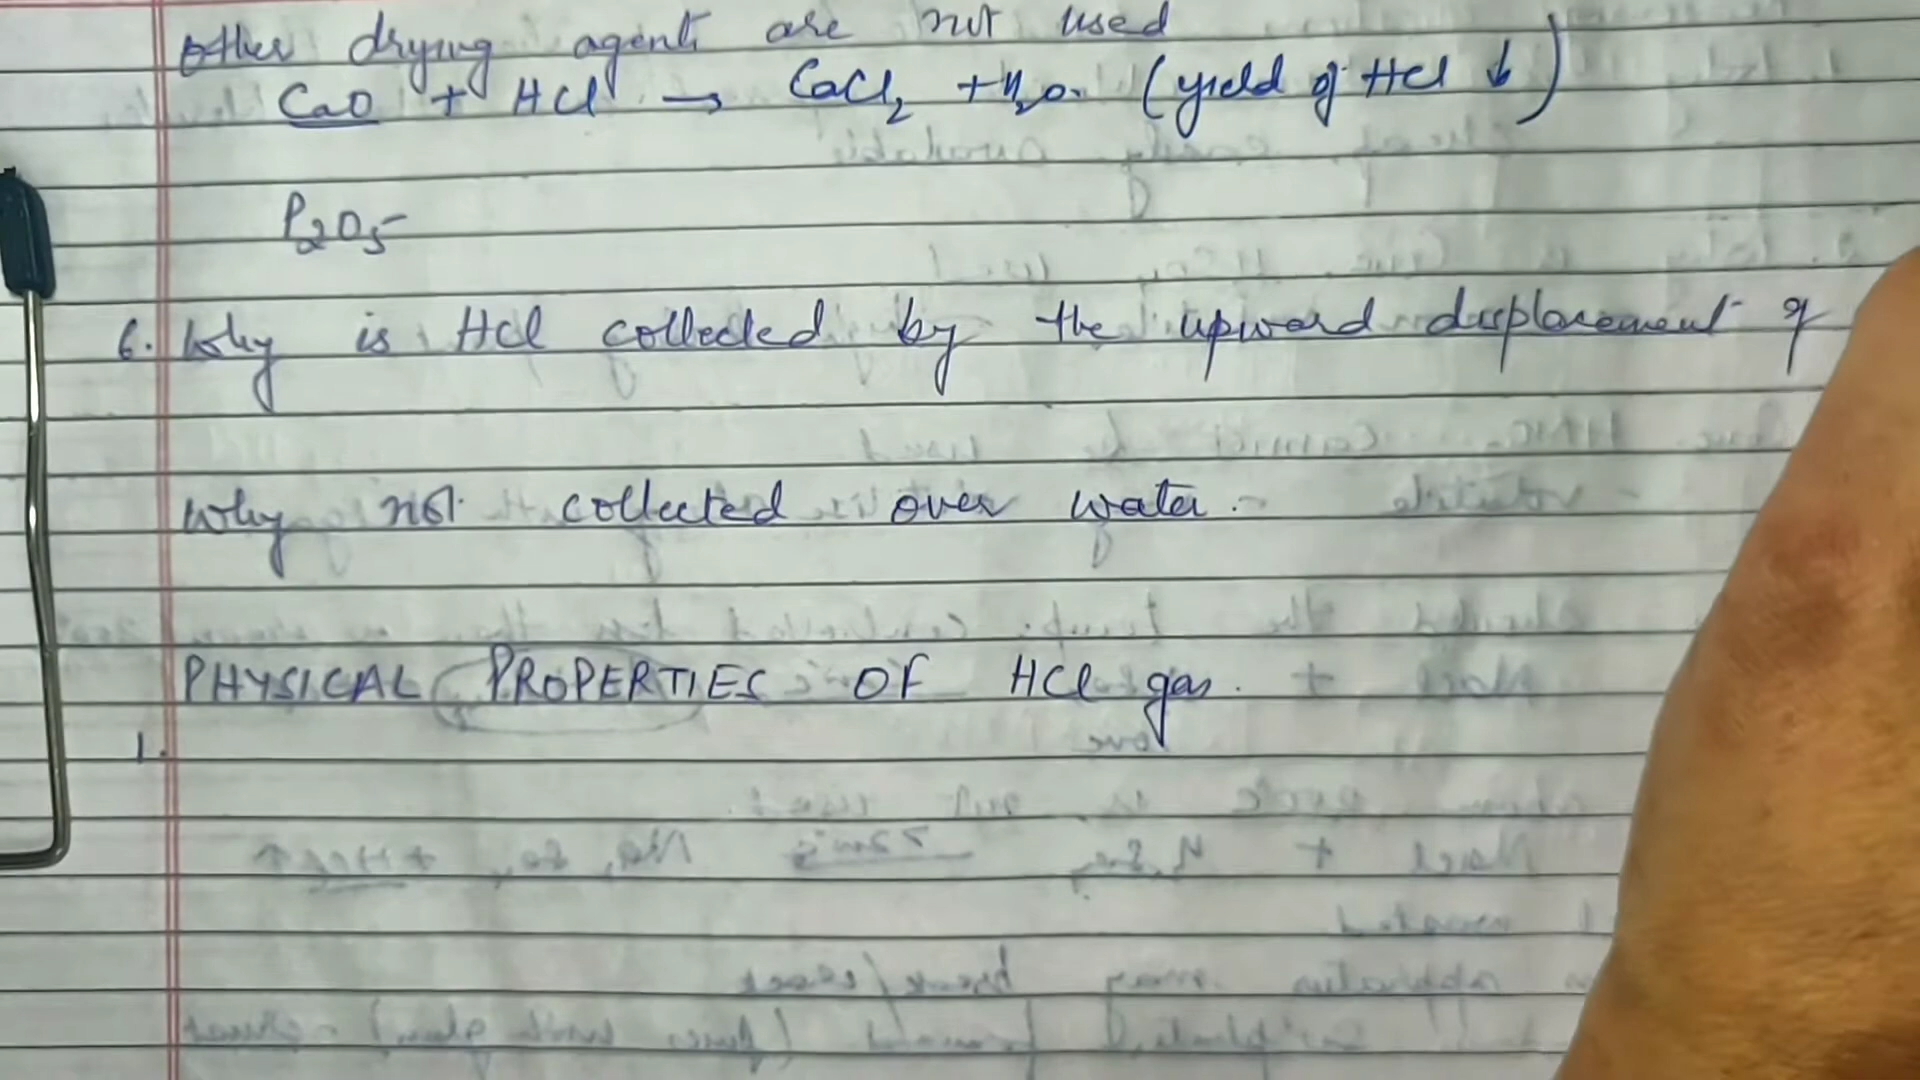 Other drying agents are not used
CaO + HCl → CaCl₂ + H₂O. (yield of HCl ↓)
P₂O₅
6. Why is HCl collected by the upward displacement of
Why not collected over water.
PHYSICAL PROPERTIES OF HCl gas.
1.